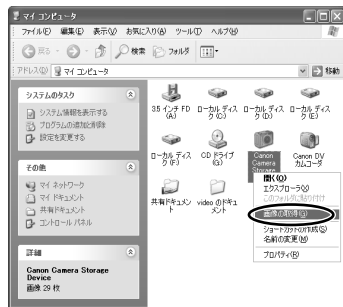 マイ コンピュータ
ファイル(F) 編集(E) 表示(V) お気に入り(A) ツール(T) ヘルプ(H)
戻る 検索 フォルダ
アドレス(D) マイ コンピュータ 移動
システムのタスク
システム情報を表示する
プログラムの追加と削除
設定を変更する
その他
マイ ネットワーク
マイ ドキュメント
共有ドキュメント
コントロール パネル
詳細
Canon Camera Storage
Device
画像 29 枚
3.5 インチ FD
(A)
ローカル ディス
ク (C)
ローカル ディス
ク (D)
ローカル ディス
ク (E)
ローカル ディス
ク (F)
CD ドライブ
(G)
Canon
Camera
Storage
Canon DV
カムコーダ
共有ドキュメン
ト
video のドキュ
メント
開く(O)
エクスプローラ(X)
このフォルダに貼り付け
画像の取得(G)
ショートカットの作成(S)
名前の変更(M)
プロパティ(R)